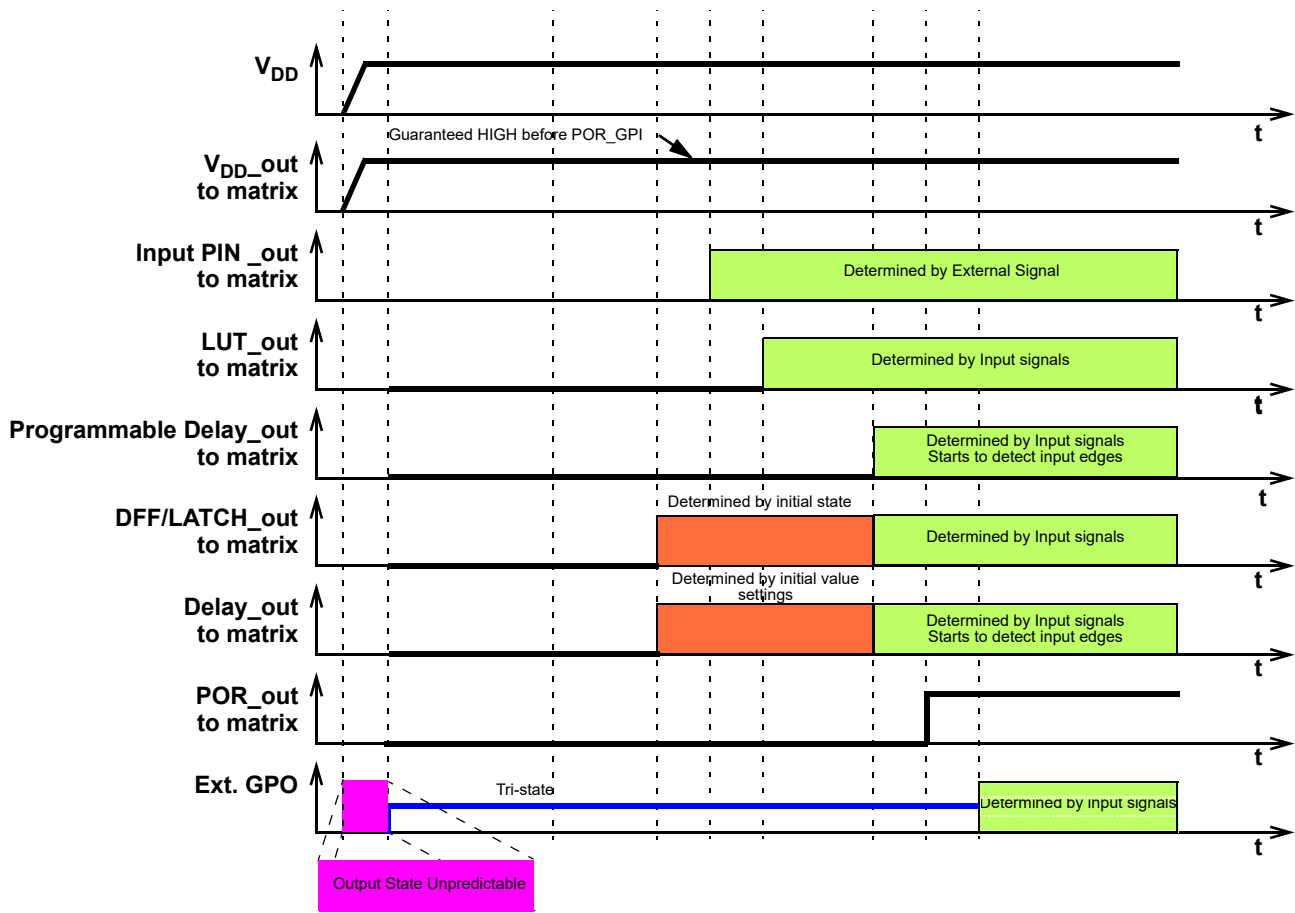 VDD
t
Guaranteed HIGH before POR_GPI
VDD_out
to matrix
t
Input PIN _out
to matrix
Determined by External Signal
t
LUT_out
to matrix
Determined by Input signals
t
Programmable Delay_out
to matrix
Determined by Input signals
Starts to detect input edges
t
Determined by initial state
DFF/LATCH_out
to matrix
Determined by Input signals
t
Determined by initial value
settings
Delay_out
to matrix
Determined by Input signals
Starts to detect input edges
t
POR_out
to matrix
t
Ext. GPO
Tri-state
Determined by input signals
t
Output State Unpredictable